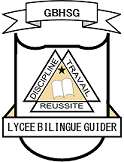 GBHSG
DISCIPLINE
TRAVAIL
REUSSITE
LYCEE BILINGUE GUIDER